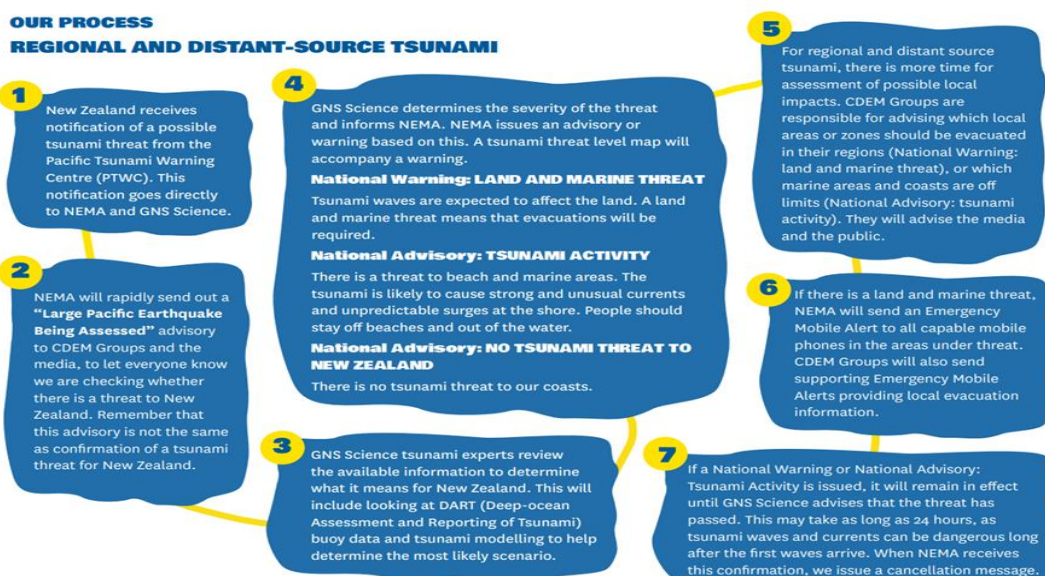 OUR PROCESS
REGIONAL AND DISTANT-SOURCE TSUNAMI
1
New Zealand receives
notification of a possible
tsunami threat from the
Pacific Tsunami Warning
Centre (PTWC). This
notification goes directly
to NEMA and GNS Science.
2
NEMA will rapidly send out a
“Large Pacific Earthquake
Being Assessed” advisory
to CDEM Groups and the
media, to let everyone know
we are checking whether
there is a threat to New
Zealand. Remember that
this advisory is not the same
as confirmation of a tsunami
threat for New Zealand.
3
GNS Science tsunami experts review
the available information to determine
what it means for New Zealand. This will
include looking at DART (Deep-ocean
Assessment and Reporting of Tsunami)
buoy data and tsunami modelling to help
determine the most likely scenario.
4
GNS Science determines the severity of the threat
and informs NEMA. NEMA issues an advisory or
warning based on this. A tsunami threat level map will
accompany a warning.
National Warning: LAND AND MARINE THREAT
Tsunami waves are expected to affect the land. A land
and marine threat means that evacuations will be
required.
National Advisory: TSUNAMI ACTIVITY
There is a threat to beach and marine areas. The
tsunami is likely to cause strong and unusual currents
and unpredictable surges at the shore. People should
stay off beaches and out of the water.
National Advisory: NO TSUNAMI THREAT TO
NEW ZEALAND
There is no tsunami threat to our coasts.
5
For regional and distant source
tsunami, there is more time for
assessment of possible local
impacts. CDEM Groups are
responsible for advising which local
areas or zones should be evacuated
in their regions (National Warning:
land and marine threat), or which
marine areas and coasts are off
limits (National Advisory: tsunami
activity). They will advise the media
and the public.
6
If there is a land and marine threat,
NEMA will send an Emergency
Mobile Alert to all capable mobile
phones in the areas under threat.
CDEM Groups will also send
supporting Emergency Mobile
Alerts providing local evacuation
information.
7
If a National Warning or National Advisory:
Tsunami Activity is issued, it will remain in effect
until GNS Science advises that the threat has
passed. This may take as long as 24 hours, as
tsunami waves and currents can be dangerous long
after the first waves arrive. When NEMA receives
this confirmation, we issue a cancellation message.